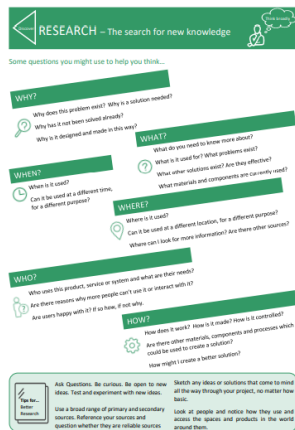 Discover
RESEARCH – The search for new knowledge
Think broadly
Some questions you might use to help you think...
WHY?
Why does this problem exist? Why is a solution needed?
Why has it not been solved already?
Why is it designed and made in this way?
WHAT?
What do you need to know more about?
What is it used for? What problems exist?
What other solutions exist? Are they effective?
What materials and components are currently used?
WHEN?
When is it used?
Can it be used at a different time,
for a different purpose?
WHERE?
Where is it used?
Can it be used at a different location, for a different purpose?
Where can I look for more information? Are there other sources?
WHO?
Who uses this product, service or system and what are their needs?
Are there reasons why more people can't use it or interact with it?
Are users happy with it? If so how, if not why.
HOW?
How does it work? How is it made? How is it controlled?
Are there other materials, components and processes which
could be used to create a solution?
How might I create a better solution?
Tips for...
Better
Research
Ask Questions. Be curious. Be open to new
ideas. Test and experiment with new ideas.
Use a broad range of primary and secondary
sources. Reference your sources and
question whether they are reliable sources
Sketch any ideas or solutions that come to mind
all the way through your project, no matter how
basic.
Look at people and notice how they use and
access the spaces and products in the world
around them.